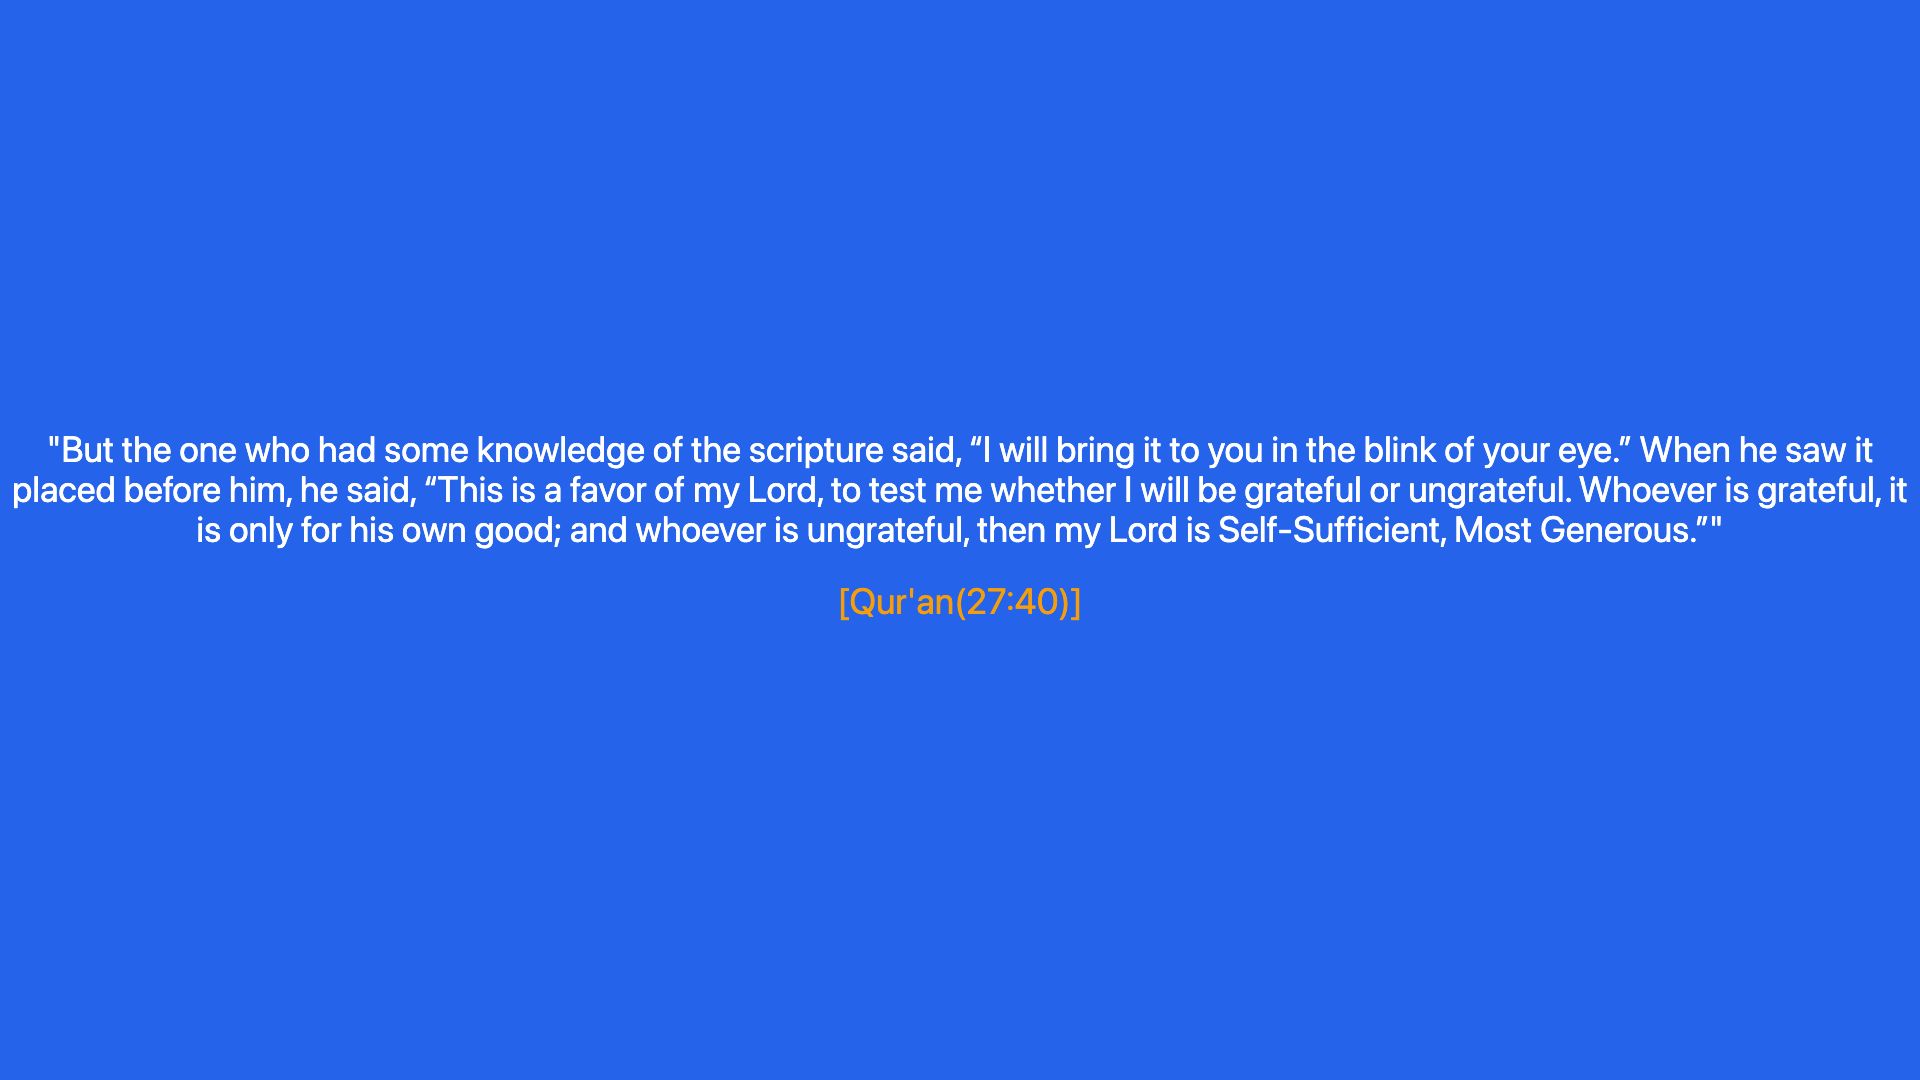 "But the one who had some knowledge of the scripture said, “I will bring it to you in the blink of your eye.” When he saw it
placed before him, he said, “This is a favor of my Lord, to test me whether I will be grateful or ungrateful. Whoever is grateful, it
is only for his own good; and whoever is ungrateful, then my Lord is Self-Sufficient, Most Generous.”"
[Qur'an(27:40)]